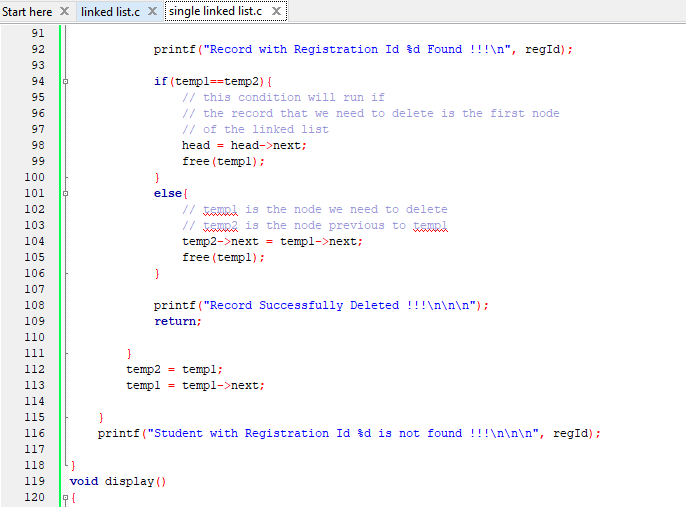 Start here X linked list.c X single linked list.c X
91
92 printf("Record with Registration Id %d Found !!!\n", regId);
93
94 if(temp1==temp2){
95 // this condition will run if
96 // the record that we need to delete is the first node
97 // of the linked list
98 head = head->next;
99 free(temp1);
100 }
101 else{
102 // temp1 is the node we need to delete
103 // temp2 is the node previous to temp1
104 temp2->next = temp1->next;
105 free(temp1);
106 }
107
108 printf("Record Successfully Deleted !!!\n\n\n");
109 return;
110
111 }
112 temp2 = temp1;
113 temp1 = temp1->next;
114
115 }
116 printf("Student with Registration Id %d is not found !!!\n\n\n", regId);
117
118 }
119 void display()
120 {